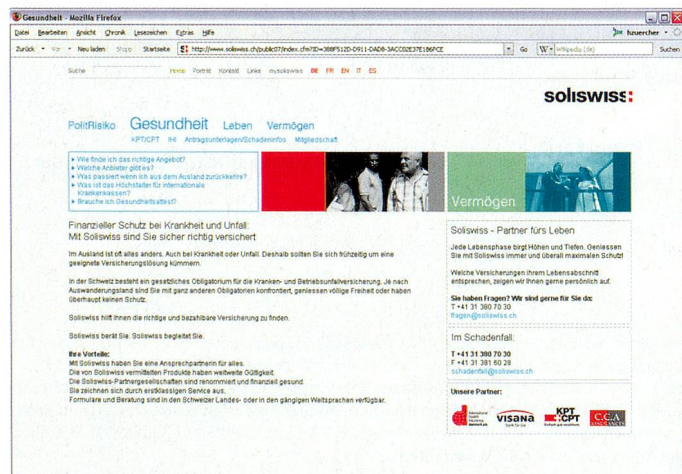 Gesundheit - Mozilla Firefox
Datei Bearbeiten Ansicht Chronik Lesezeichen Extras Hilfe
hzuercher
Zurück Vor Neu laden Stopp Startseite
Go
Wikipedia (de)
Suchen
Suche
Home Porträt Kontakt Links mysoliswiss DE FR EN IT ES
soliswiss:
PolitRisiko Gesundheit Leben Vermögen
KPT/CPT IHI Antragsunterlagen/Schadeninfos Mitgliedschaft
Wie finde ich das richtige Angebot?
Welche Anbieter gibt es?
Was passiert wenn ich aus dem Ausland zurückkehre?
Was ist das Höchstalter für internationale
Krankenkassen?
Brauche ich Gesundheitsattest?
Vermögen
Finanzieller Schutz bei Krankheit und Unfall:
Mit Soliswiss sind Sie sicher richtig versichert
Im Ausland ist oft alles anders. Auch bei Krankheit oder Unfall. Deshalb sollten Sie sich frühzeitig um eine
geeignete Versicherungslösung kümmern.
In der Schweiz besteht ein gesetzliches Obligatorium für die Kranken- und Betriebsunfallversicherung. Je nach
Auswanderungsland sind Sie mit ganz anderen Obligatorien konfrontiert, geniessen völlige Freiheit oder haben
überhaupt keinen Schutz.
Soliswiss hilft Ihnen die richtige und bezahlbare Versicherung zu finden.
Soliswiss berät Sie. Soliswiss begleitet Sie.
Ihre Vorteile:
Mit Soliswiss haben Sie eine Ansprechpartnerin für alles.
Die von Soliswiss vermittelten Produkte haben weltweite Gültigkeit.
Die Soliswiss-Partnergesellschaften sind renommiert und finanziell gesund.
Sie zeichnen sich durch erstklassigen Service aus.
Formulare und Beratung sind in den Schweizer Landes- oder in den gängigen Weltsprachen verfügbar.
Soliswiss - Partner fürs Leben
Jede Lebensphase birgt Höhen und Tiefen. Geniessen
Sie mit Soliswiss immer und überall maximalen Schutz!
Welche Versicherungen Ihrem Lebensabschnitt
entsprechen, zeigen wir Ihnen gerne persönlich auf.
Sie haben Fragen? Wir sind gerne für Sie da:
T +41 31 380 70 30
fragen@soliswiss.ch
Im Schadenfall:
T +41 31 380 70 30
F +41 31 381 60 28
schadenfall@soliswiss.ch
Unsere Partner:
visana
KPT
CPT
C.C.A